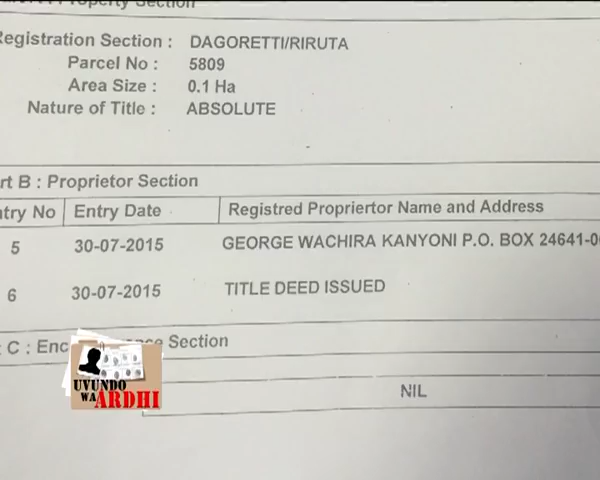 Property Section
Registration Section : DAGORETTI/RIRUTA
Parcel No : 5809
Area Size : 0.1 Ha
Nature of Title : ABSOLUTE
rt B : Proprietor Section
ntry No Entry Date Registred Propriertor Name and Address
5 30-07-2015 GEORGE WACHIRA KANYONI P.O. BOX 24641-0
6 30-07-2015 TITLE DEED ISSUED
C : Enc Section
NIL
UVUNDO
WA ARDHI